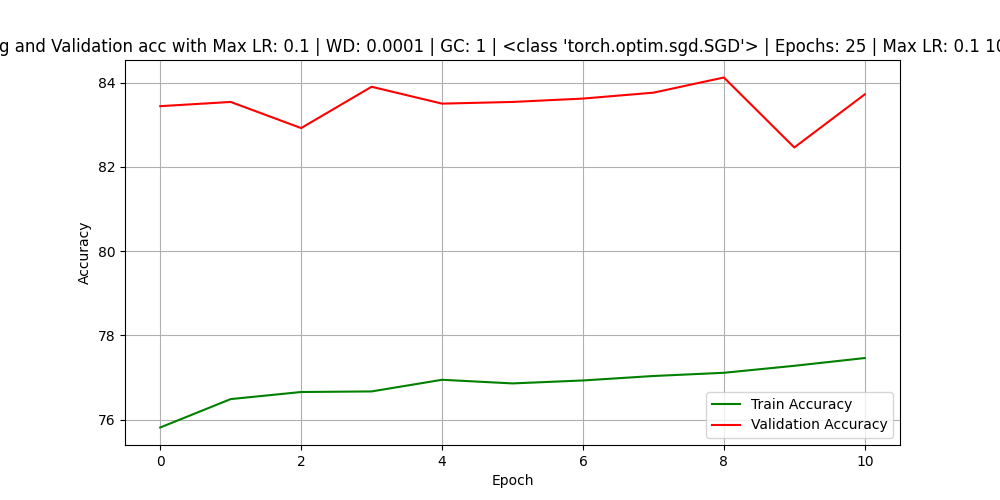 g and Validation acc with Max LR: 0.1 | WD: 0.0001 | GC: 1 | <class 'torch.optim.sgd.SGD'> | Epochs: 25 | Max LR: 0.1 10
84
82
80
78
76
Accuracy
Train Accuracy
Validation Accuracy
0 2 4 6 8 10
Epoch